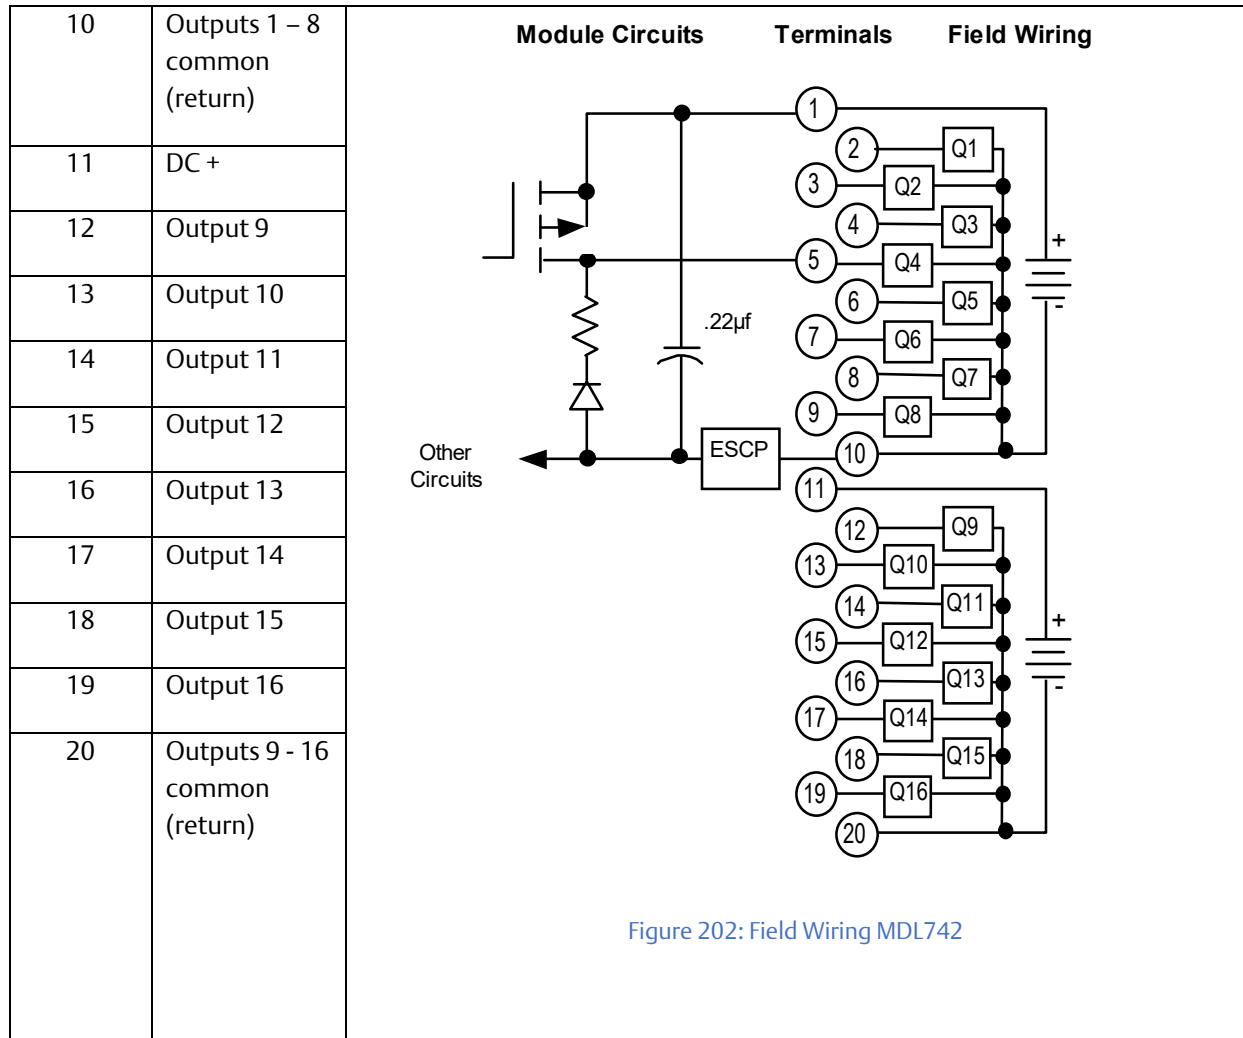 10 Outputs 1 – 8
common
(return)
11 DC +
12 Output 9
13 Output 10
14 Output 11
15 Output 12
16 Output 13
17 Output 14
18 Output 15
19 Output 16
20 Outputs 9 - 16
common
(return)
Module Circuits Terminals Field Wiring
1
2 Q1
3 Q2
4 Q3
+
5 Q4
6 Q5
-
.22µf
7 Q6
8 Q7
9 Q8
Other
Circuits
ESCP
10
11
12 Q9
13 Q10
14 Q11
+
15 Q12
16 Q13
-
17 Q14
18 Q15
19 Q16
20
Figure 202: Field Wiring MDL742